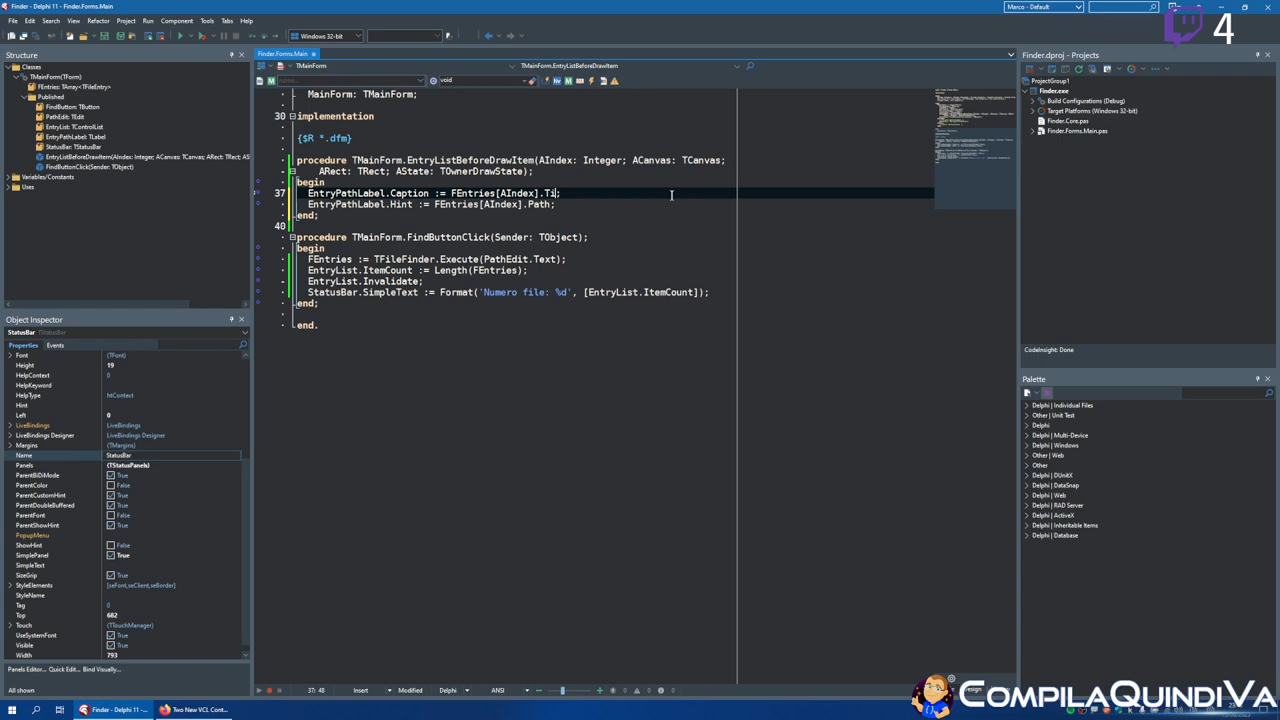 Finder - Delphi 11 - Finder.Forms.Main
Marco - Default
File Edit Search View Refactor Project Run Component Tools Tabs Help
4
Windows 32-bit
Structure
Classes
TMainForm(TForm)
FEntries: TArray<TFileEntry>
Published
FindButton: TButton
PathEdit: TEdit
EntryList: TControlList
EntryPathLabel: TLabel
StatusBar: TStatusBar
EntryListBeforeDrawItem(AIndex: Integer; ACanvas: TCanvas; ARect: TRect; ASt
FindButtonClick(Sender: TObject)
Variables/Constants
Uses
Object Inspector
StatusBar TStatusBar
Properties Events
Font (TFont)
Height 19
HelpContext 0
HelpKeyword
HelpType htContext
Hint
Left 0
LiveBindings LiveBindings
LiveBindings Designer LiveBindings Designer
Margins (TMargins)
Name StatusBar
Panels (TStatusPanels)
ParentBiDiMode True
ParentColor False
ParentCustomHint True
ParentDoubleBuffered True
ParentFont False
ParentShowHint True
PopupMenu
ShowHint False
SimplePanel True
SimpleText
SizeGrip True
StyleElements [seFont,seClient,seBorder]
StyleName
Tag 0
Top 682
Touch (TTouchManager)
UseSystemFont True
Visible True
Width 793
Panels Editor... Quick Edit... Bind Visually...
All shown
Finder.Forms.Main
TMainForm
TMainForm.EntryListBeforeDrawItem
name...
void
MainForm: TMainForm;
30 implementation
{$R *.dfm}
procedure TMainForm.EntryListBeforeDrawItem(AIndex: Integer; ACanvas: TCanvas;
ARect: TRect; AState: TOwnerDrawState);
begin
37 EntryPathLabel.Caption := FEntries[AIndex].Ti;
EntryPathLabel.Hint := FEntries[AIndex].Path;
end;
40
procedure TMainForm.FindButtonClick(Sender: TObject);
begin
FEntries := TFileFinder.Execute(PathEdit.Text);
EntryList.ItemCount := Length(FEntries);
EntryList.Invalidate;
StatusBar.SimpleText := Format('Numero file: %d', [EntryList.ItemCount]);
end;
end.
37: 48 Insert Modified Delphi ANSI
Design
Finder.dproj - Projects
ProjectGroup1
Finder.exe
Build Configurations (Debug)
Target Platforms (Windows 32-bit)
Finder.Core.pas
Finder.Forms.Main.pas
CodeInsight: Done
Palette
Delphi | Individual Files
Other | Unit Test
Delphi
Delphi | Multi-Device
Delphi | Windows
Other | Web
Other
Delphi | DUnitX
Delphi | DataSnap
Delphi | Web
Delphi | RAD Server
Delphi | ActiveX
Delphi | Inheritable Items
Delphi | Database
COMPILAQUINDIVA
Finder - Delphi 11 -...
Two New VCL Cont...